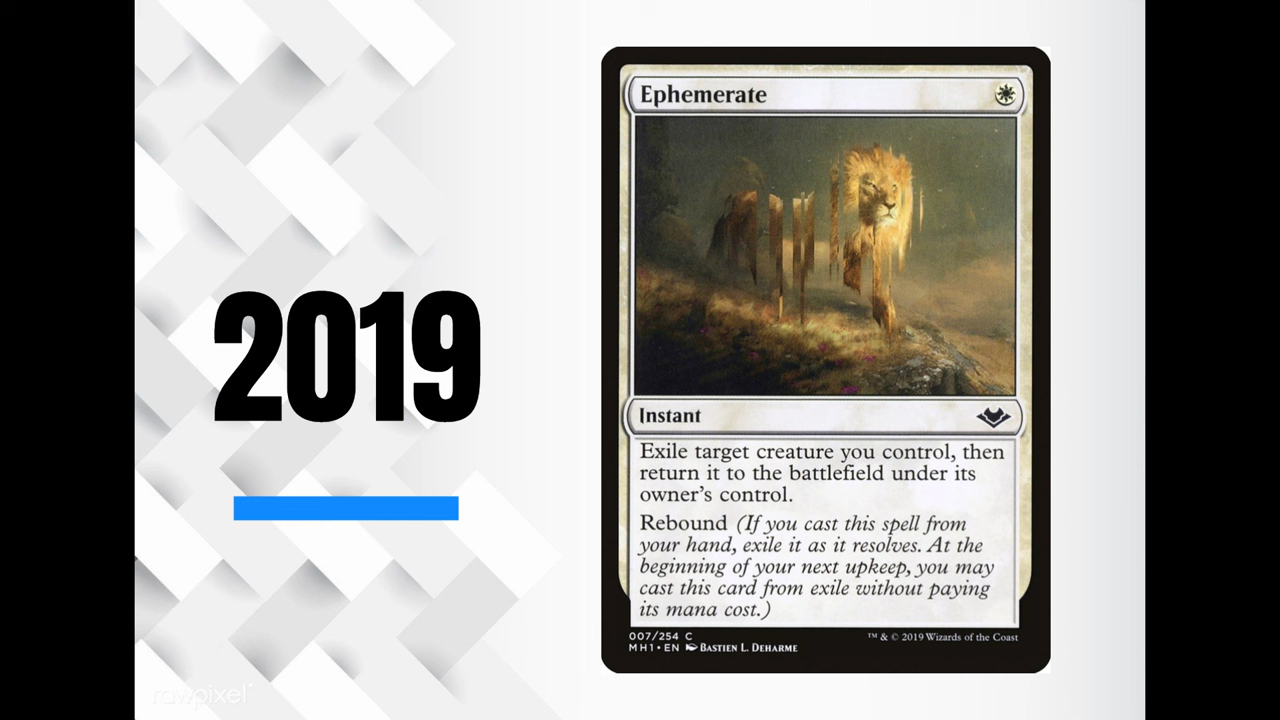 2019
Ephemerate
Instant
Exile target creature you control, then
return it to the battlefield under its
owner's control.
Rebound (If you cast this spell from
your hand, exile it as it resolves. At the
beginning of your next upkeep, you may
cast this card from exile without paying
its mana cost.)
007/254 C
MH1•EN BASTIEN L. DEHARME
™ & © 2019 Wizards of the Coast
rawpixel